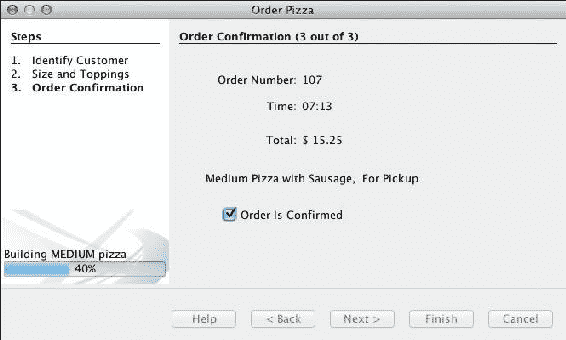 Order Pizza
Steps
1. Identify Customer
2. Size and Toppings
3. Order Confirmation
Building MEDIUM pizza
40%
Order Confirmation (3 out of 3)
Order Number: 107
Time: 07:13
Total: $ 15.25
Medium Pizza with Sausage, For Pickup
Order Is Confirmed
Help
< Back
Next >
Finish
Cancel